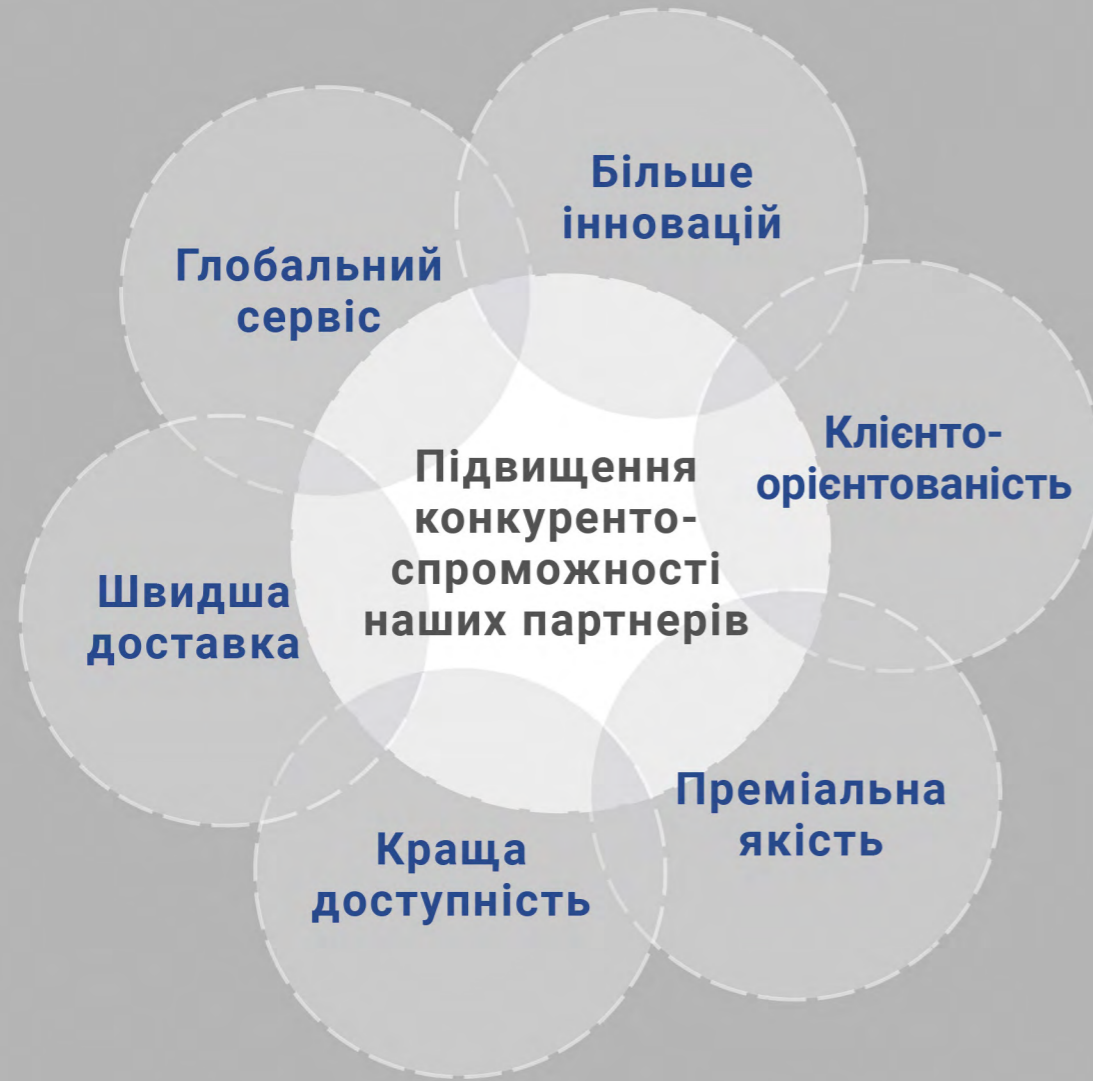 Більше
інновацій
Глобальний
сервіс
Клієнто-
орієнтованість
Підвищення
конкуренто-
спроможності
наших партнерів
Швидша
доставка
Преміальна
якість
Краща
доступність